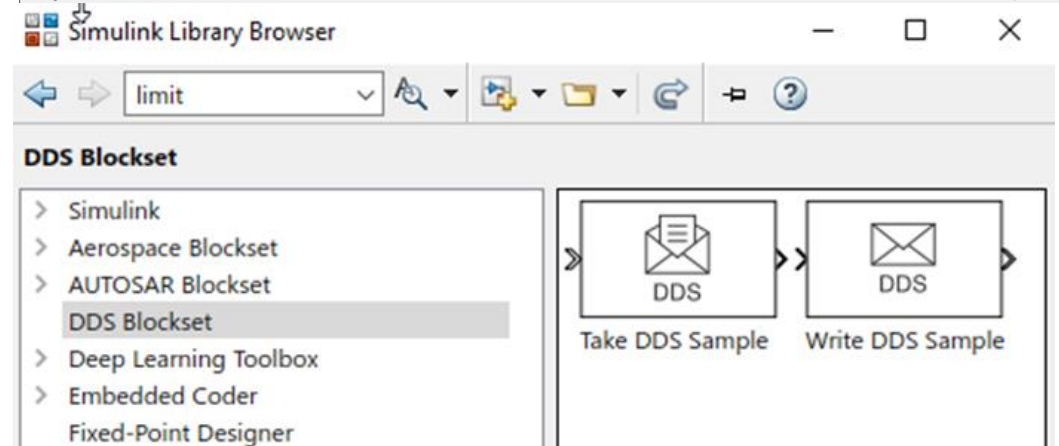 Simulink Library Browser
limit
DDS Blockset
Simulink
Aerospace Blockset
AUTOSAR Blockset
DDS Blockset
Deep Learning Toolbox
Embedded Coder
Fixed-Point Designer
DDS
DDS
Take DDS Sample
Write DDS Sample